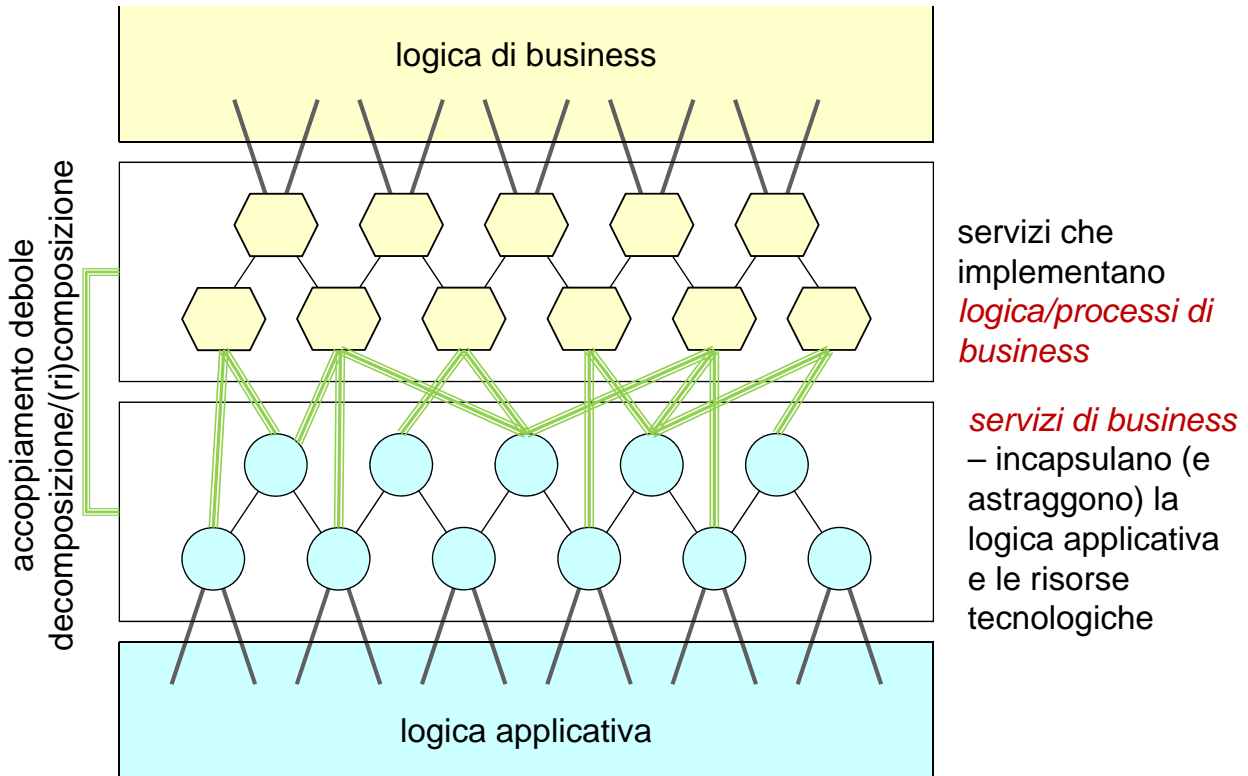 logica di business
accoppiamento debole
decomposizione/(ri)composizione
servizi che
implementano
logica/processi di
business
servizi di business
– incapsulano (e
astraggono) la
logica applicativa
e le risorse
tecnologiche
logica applicativa